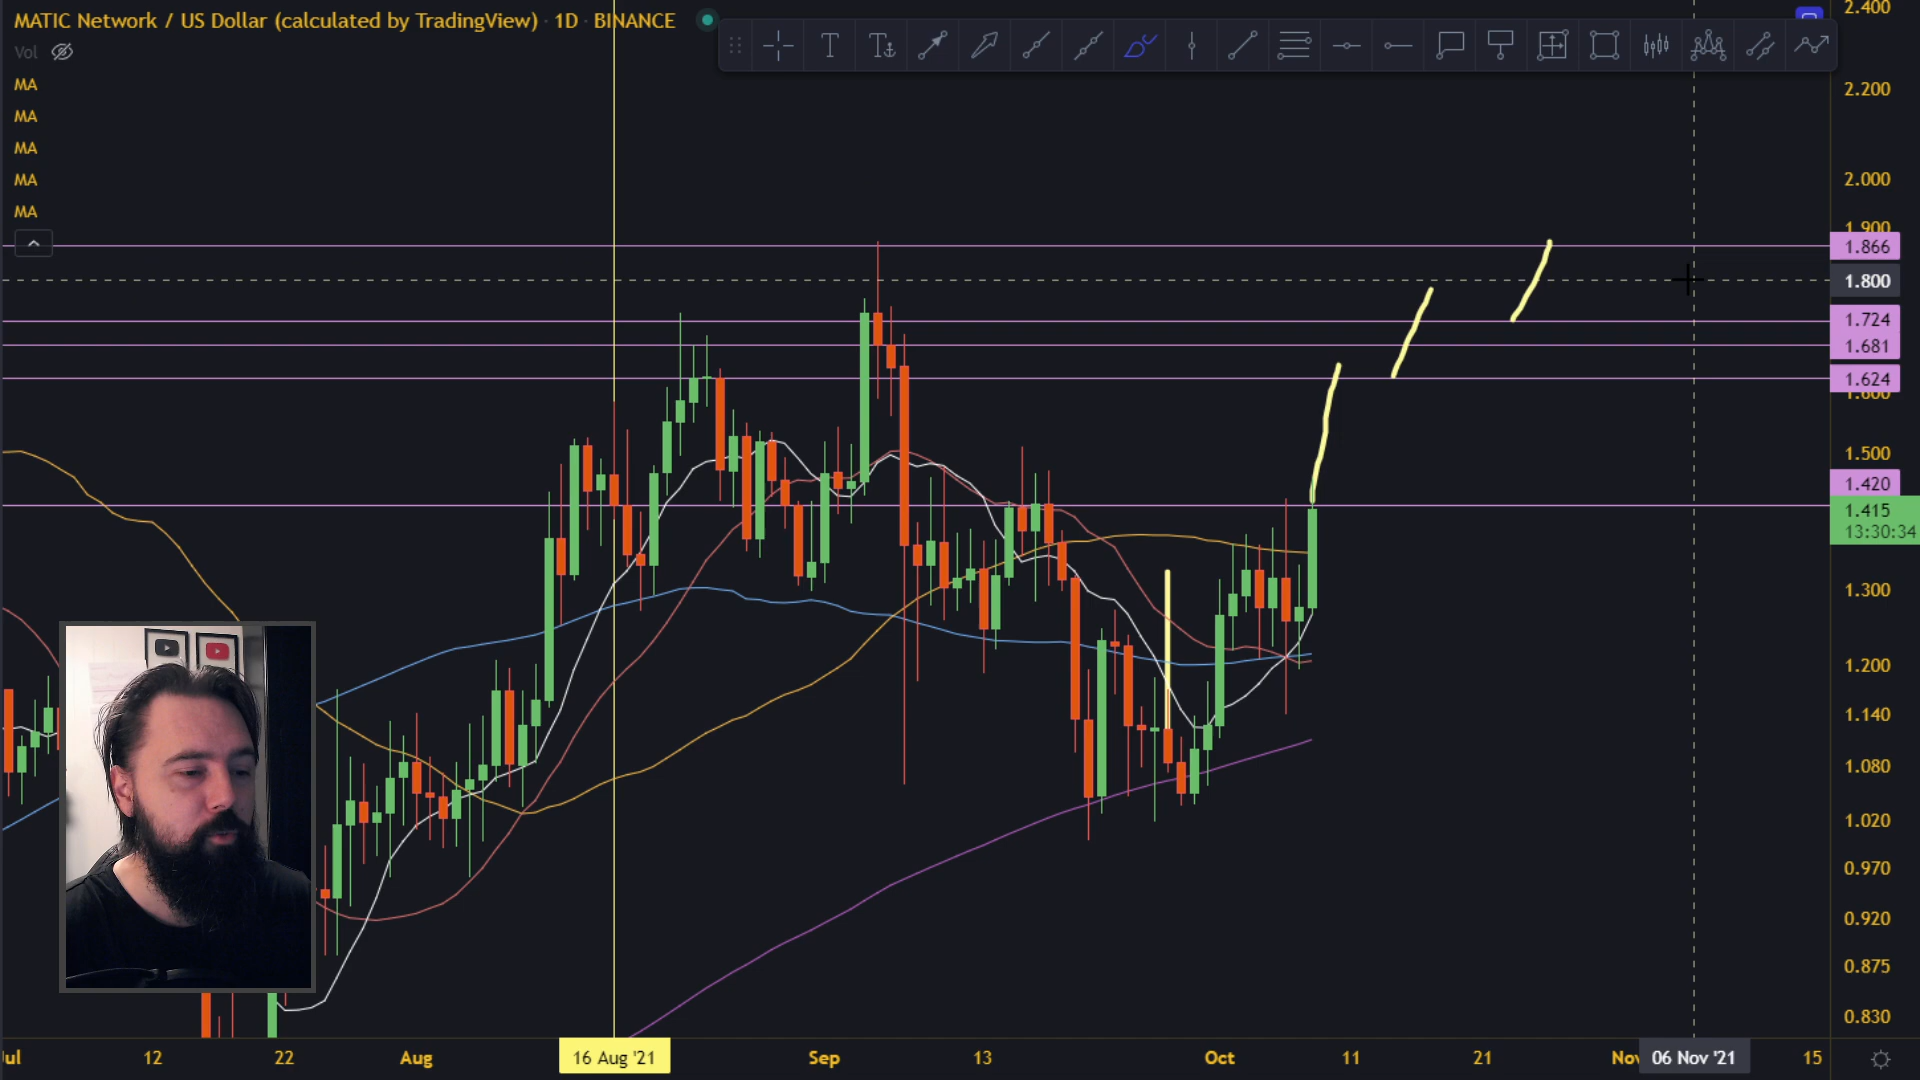 MATIC Network / US Dollar (calculated by TradingView) · 1D · BINANCE
Vol
MA
MA
MA
MA
MA
2.400
2.200
2.000
1.900
1.866
1.800
1.724
1.681
1.624
1.600
1.500
1.420
1.415
13:30:34
1.300
1.200
1.140
1.080
1.020
0.970
0.920
0.875
0.830
Jul 12 22 Aug 16 Aug '21 Sep 13 Oct 11 21 Nov 06 Nov '21 15